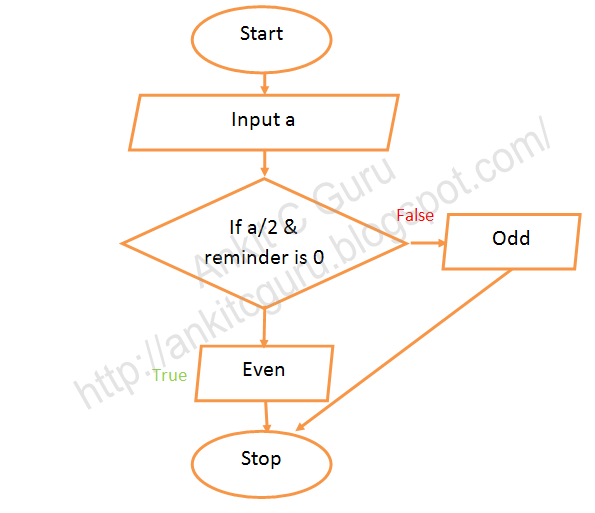 Start
Input a
If a/2 &
reminder is 0
False
Odd
True
Even
Stop
Ankit C Guru
http://ankitcguru.blogspot.com/